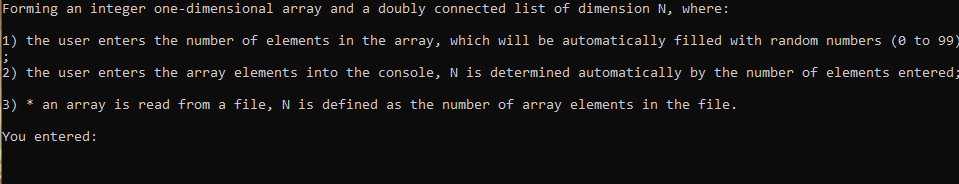 Forming an integer one-dimensional array and a doubly connected list of dimension N, where:
1) the user enters the number of elements in the array, which will be automatically filled with random numbers (0 to 99)
;
2) the user enters the array elements into the console, N is determined automatically by the number of elements entered;
3) * an array is read from a file, N is defined as the number of array elements in the file.
You entered: